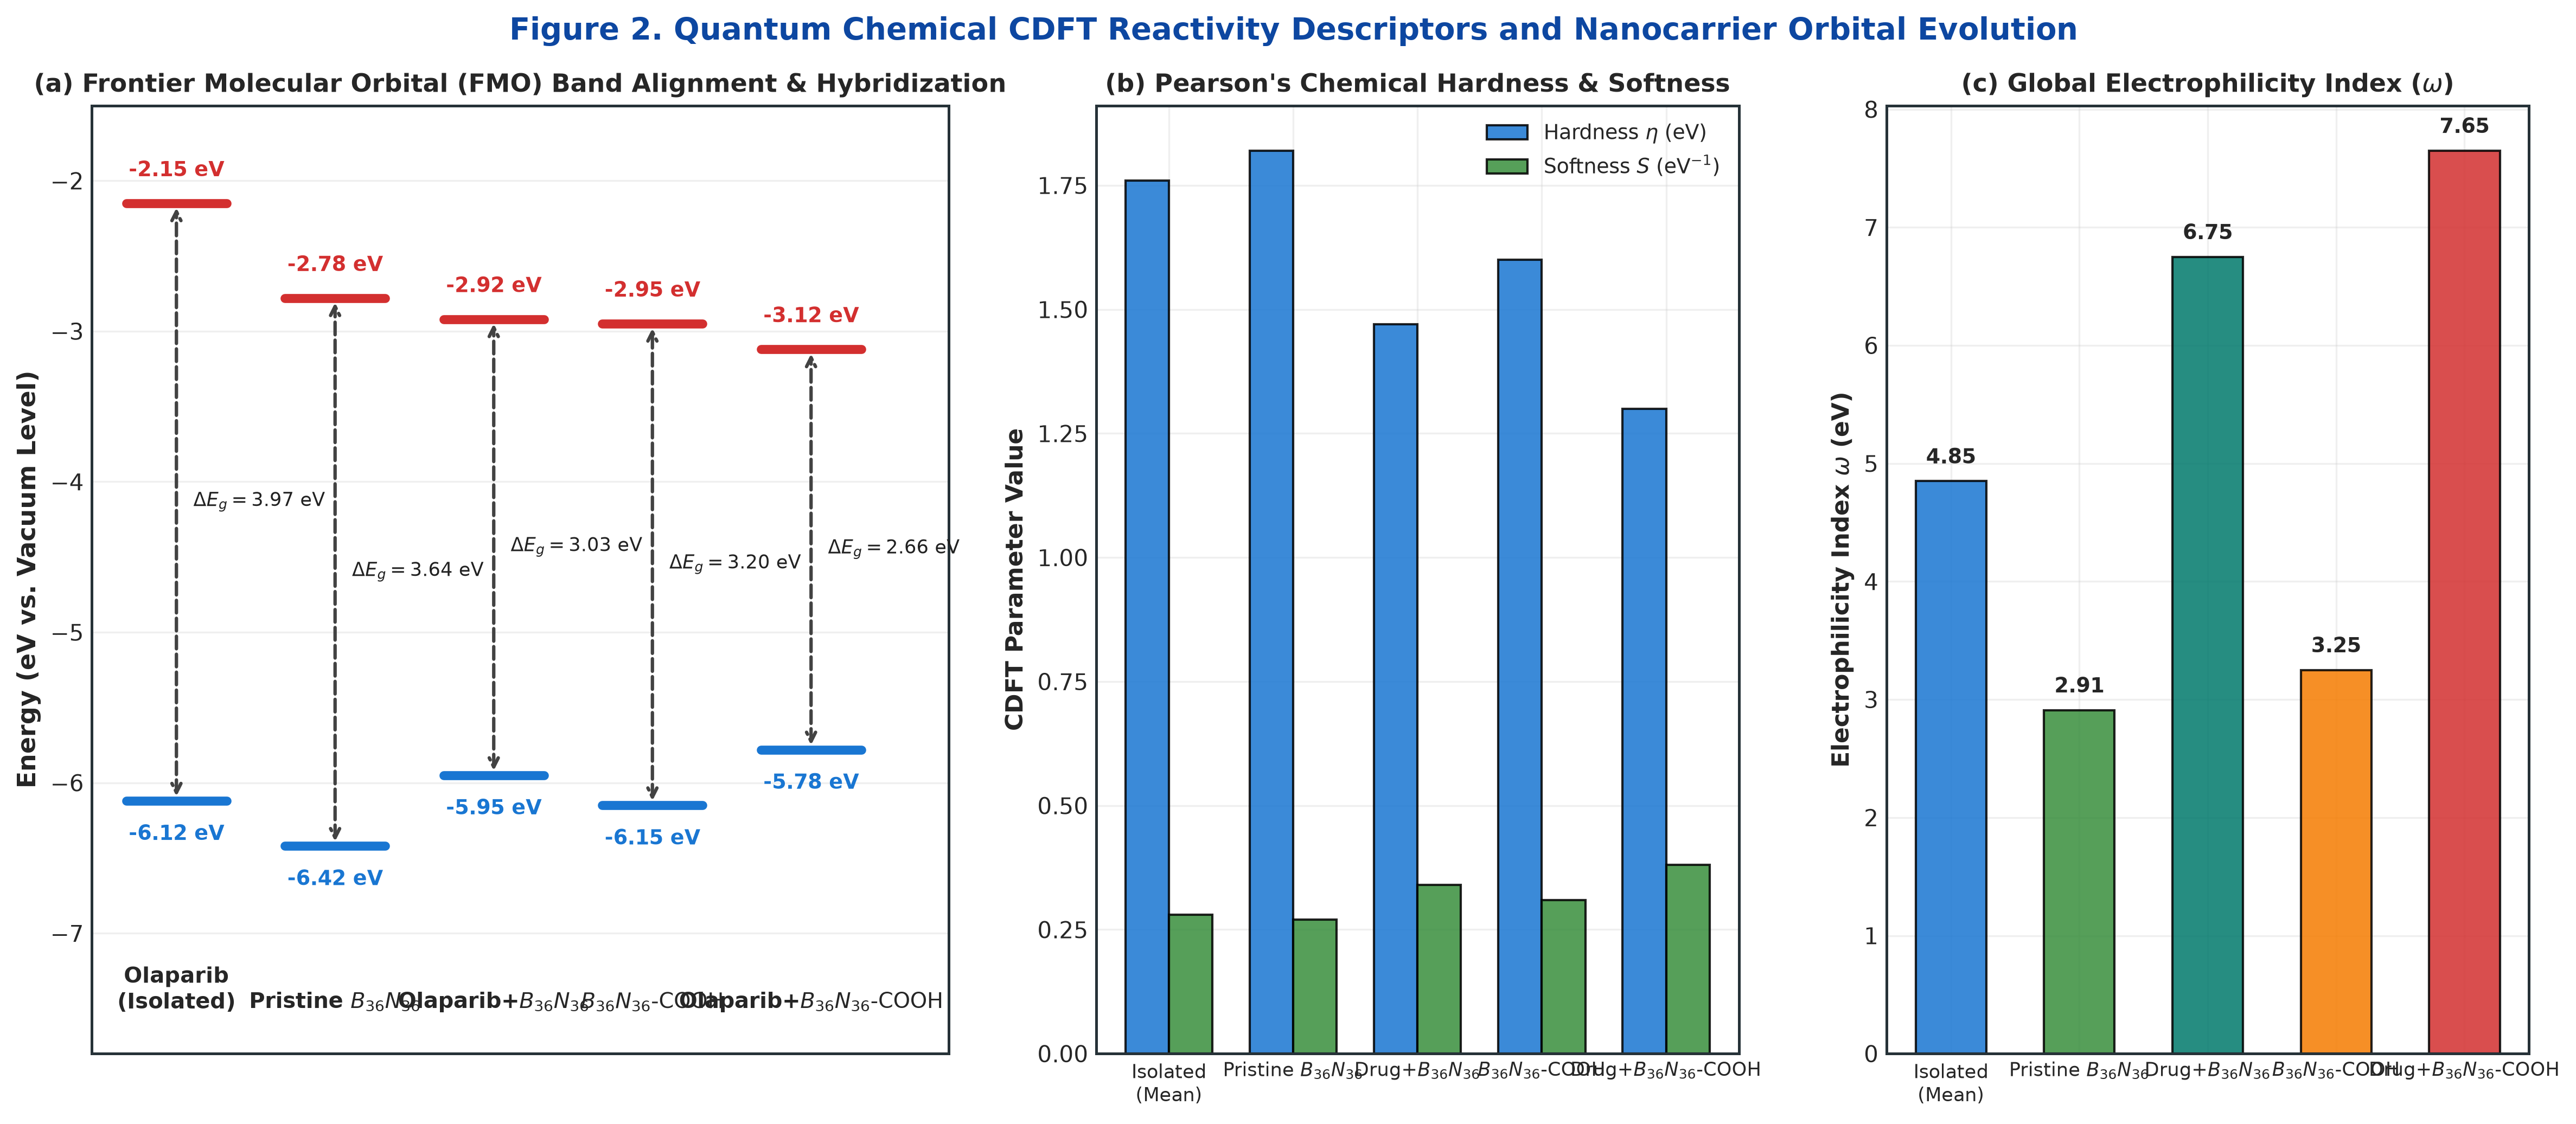 Figure 2. Quantum Chemical CDFT Reactivity Descriptors and Nanocarrier Orbital Evolution
(a) Frontier Molecular Orbital (FMO) Band Alignment & Hybridization
Energy (eV vs. Vacuum Level)
−2
−3
−4
−5
−6
−7
-2.15 eV
-2.78 eV
-2.92 eV
-2.95 eV
-3.12 eV
ΔE_g = 3.97 eV
ΔE_g = 3.64 eV
ΔE_g = 3.03 eV
ΔE_g = 3.20 eV
ΔE_g = 2.66 eV
-6.12 eV
-6.42 eV
-5.95 eV
-6.15 eV
-5.78 eV
Olaparib
(Isolated)
Pristine B₃₆N₃₆
Olaparib+B₃₆N₃₆
B₃₆N₃₆-COOH
Olaparib+B₃₆N₃₆-COOH
(b) Pearson's Chemical Hardness & Softness
CDFT Parameter Value
1.75
1.50
1.25
1.00
0.75
0.50
0.25
0.00
Hardness η (eV)
Softness S (eV⁻¹)
Isolated
(Mean)
Pristine B₃₆N₃₆
Drug+B₃₆N₃₆
B₃₆N₃₆-COOH
Drug+B₃₆N₃₆-COOH
(c) Global Electrophilicity Index (ω)
Electrophilicity Index ω (eV)
8
7
6
5
4
3
2
1
0
4.85
2.91
6.75
3.25
7.65
Isolated
(Mean)
Pristine B₃₆N₃₆
Drug+B₃₆N₃₆
B₃₆N₃₆-COOH
Drug+B₃₆N₃₆-COOH